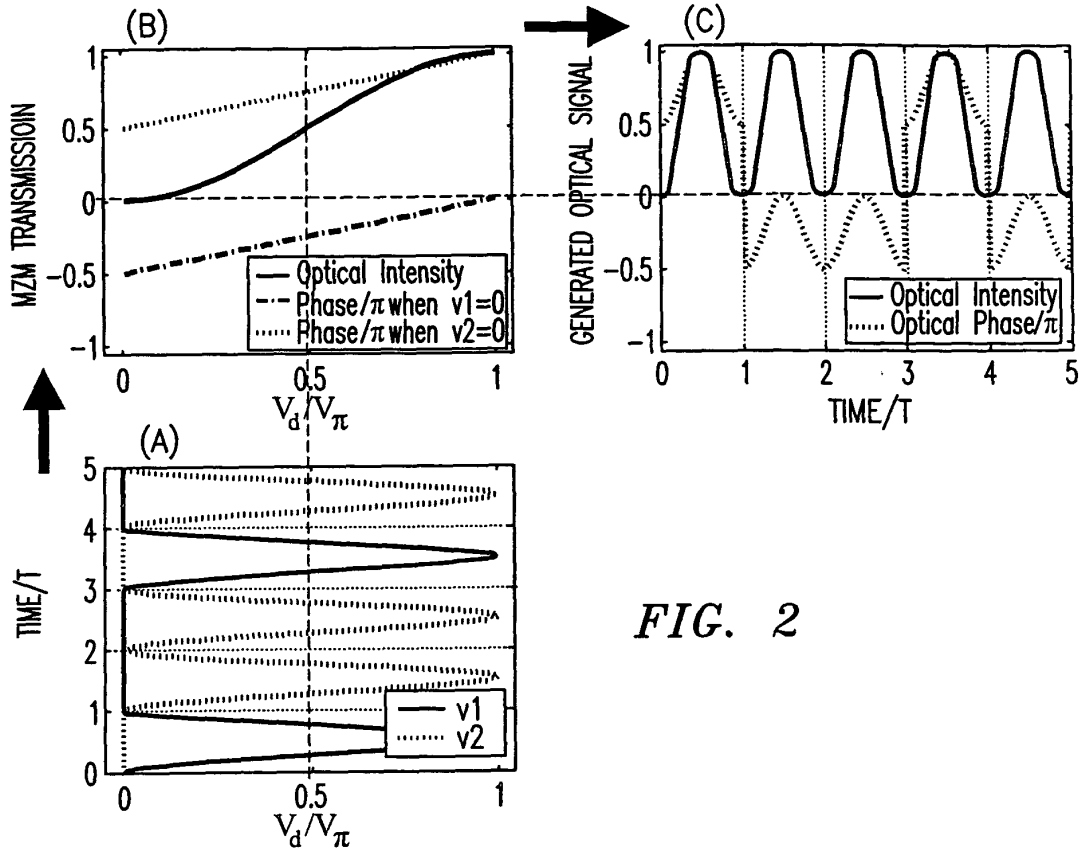 (B)
MZM TRANSMISSIOIN
1
0.5
0
−0.5
−1
Optical Intensity
Phase/π when v1=0
Phase/π when v2=0
0
0.5
1
V_d/V_π
(C)
GENERATED OPTICAL SIGNAL
1
0.5
0
−0.5
−1
Optical Intensity
Optical Phase/π
0
1
2
3
4
5
TIME/T
(A)
TIME/T
5
4
3
2
1
0
v1
v2
0
0.5
1
V_d/V_π
FIG. 2